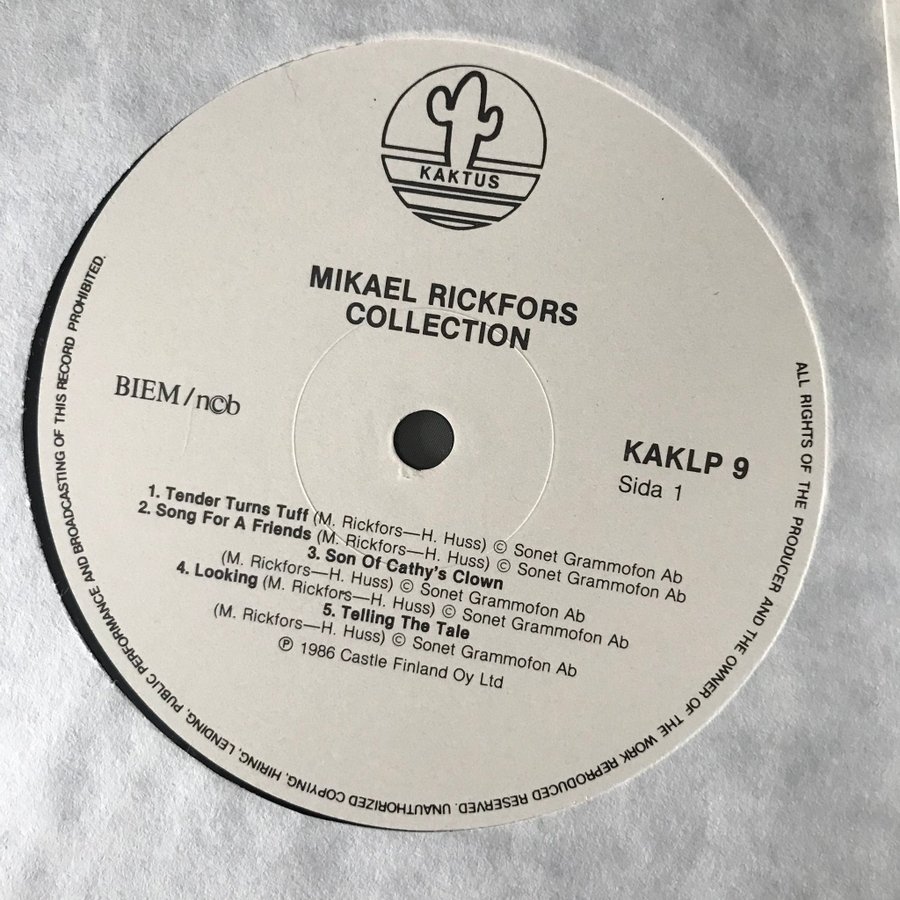 KAKTUS
MIKAEL RICKFORS
COLLECTION
BIEM/n©b
KAKLP 9
Sida 1
1. Tender Turns Tuff (M. Rickfors—H. Huss) © Sonet Grammofon Ab
2. Song For A Friends (M. Rickfors—H. Huss) © Sonet Grammofon Ab
3. Son Of Cathy's Clown
(M. Rickfors—H. Huss) © Sonet Grammofon Ab
4. Looking (M. Rickfors—H. Huss) © Sonet Grammofon Ab
5. Telling The Tale
(M. Rickfors—H. Huss) © Sonet Grammofon Ab
℗ 1986 Castle Finland Oy Ltd
ALL RIGHTS OF THE PRODUCER AND THE OWNER OF THE WORK REPRODUCED RESERVED. UNAUTHORIZED COPYING, HIRING, LENDING, PUBLIC PERFORMANCE AND BROADCASTING OF THIS RECORD PROHIBITED.